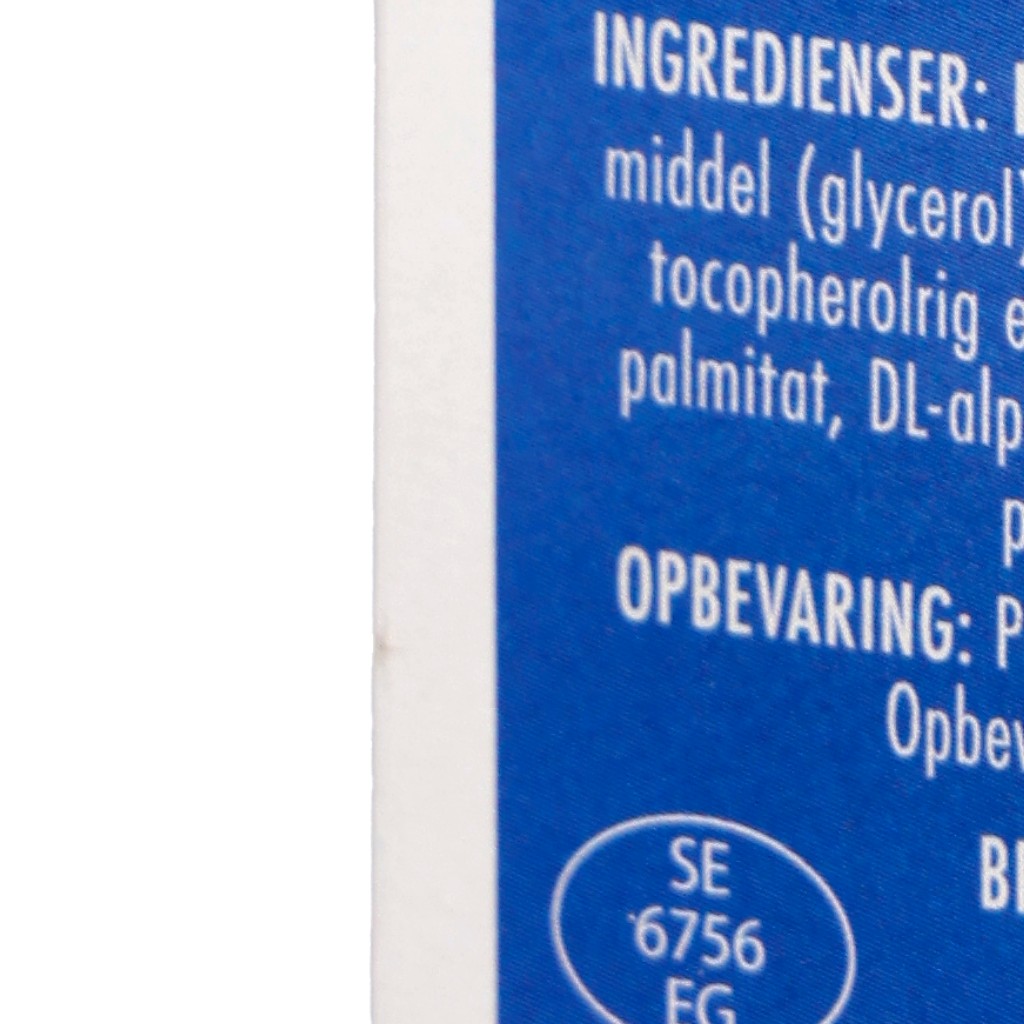 INGREDIENSER:
middel (glycerol)
tocopherolrig
palmitat, DL-alp
OPBEVARING:
Opbev
SE
6756
EG